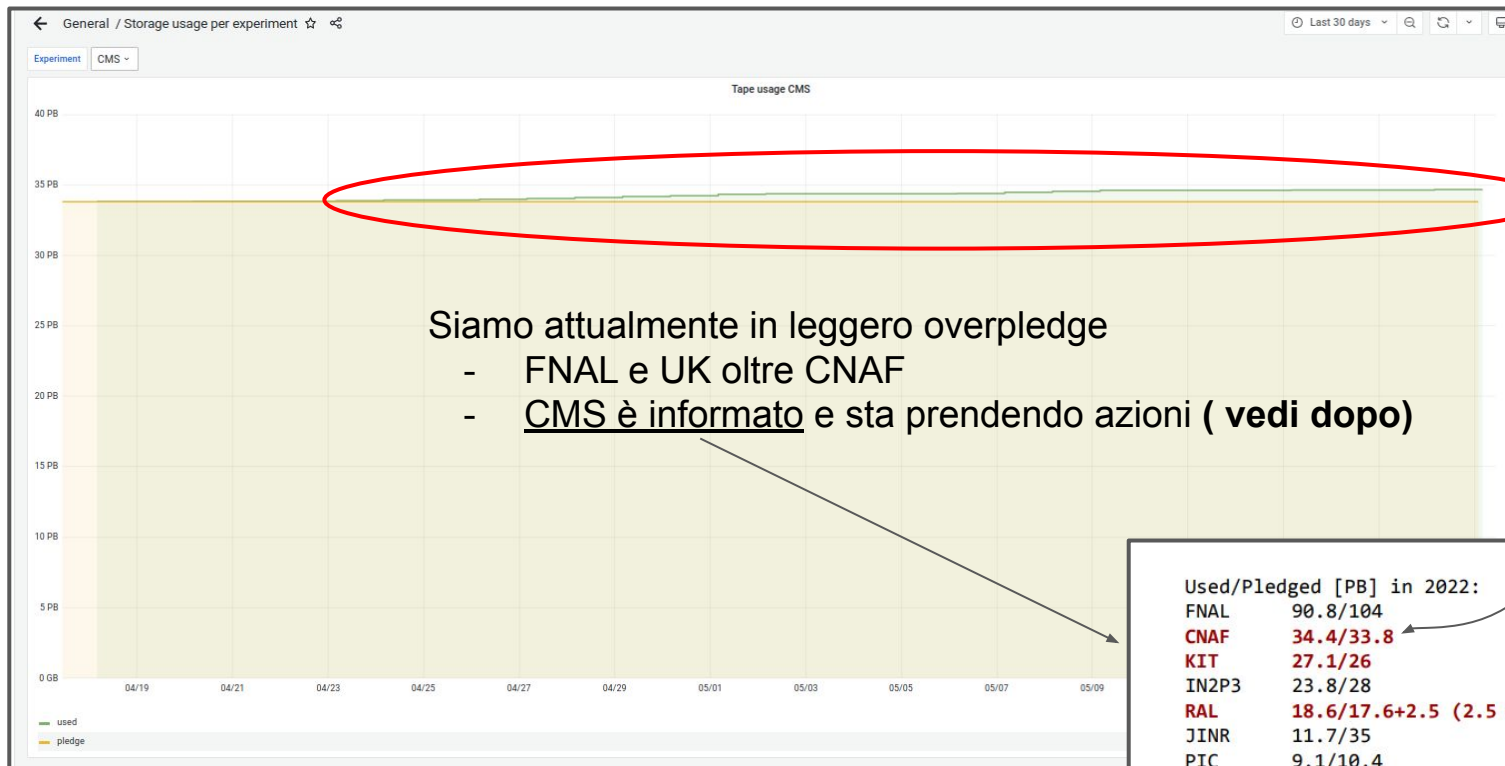 General / Storage usage per experiment
Last 30 days
Experiment CMS
Tape usage CMS
40 PB
35 PB
30 PB
25 PB
20 PB
15 PB
10 PB
5 PB
0 GB
04/19 04/21 04/23 04/25 04/27 04/29 05/01 05/03 05/05 05/07 05/09
used
pledge
Siamo attualmente in leggero overpledge
- FNAL e UK oltre CNAF
- CMS è informato e sta prendendo azioni ( vedi dopo)
Used/Pledged [PB] in 2022:
FNAL 90.8/104
CNAF 34.4/33.8
KIT 27.1/26
IN2P3 23.8/28
RAL 18.6/17.6+2.5 (2.5
JINR 11.7/35
PIC 9.1/10.4